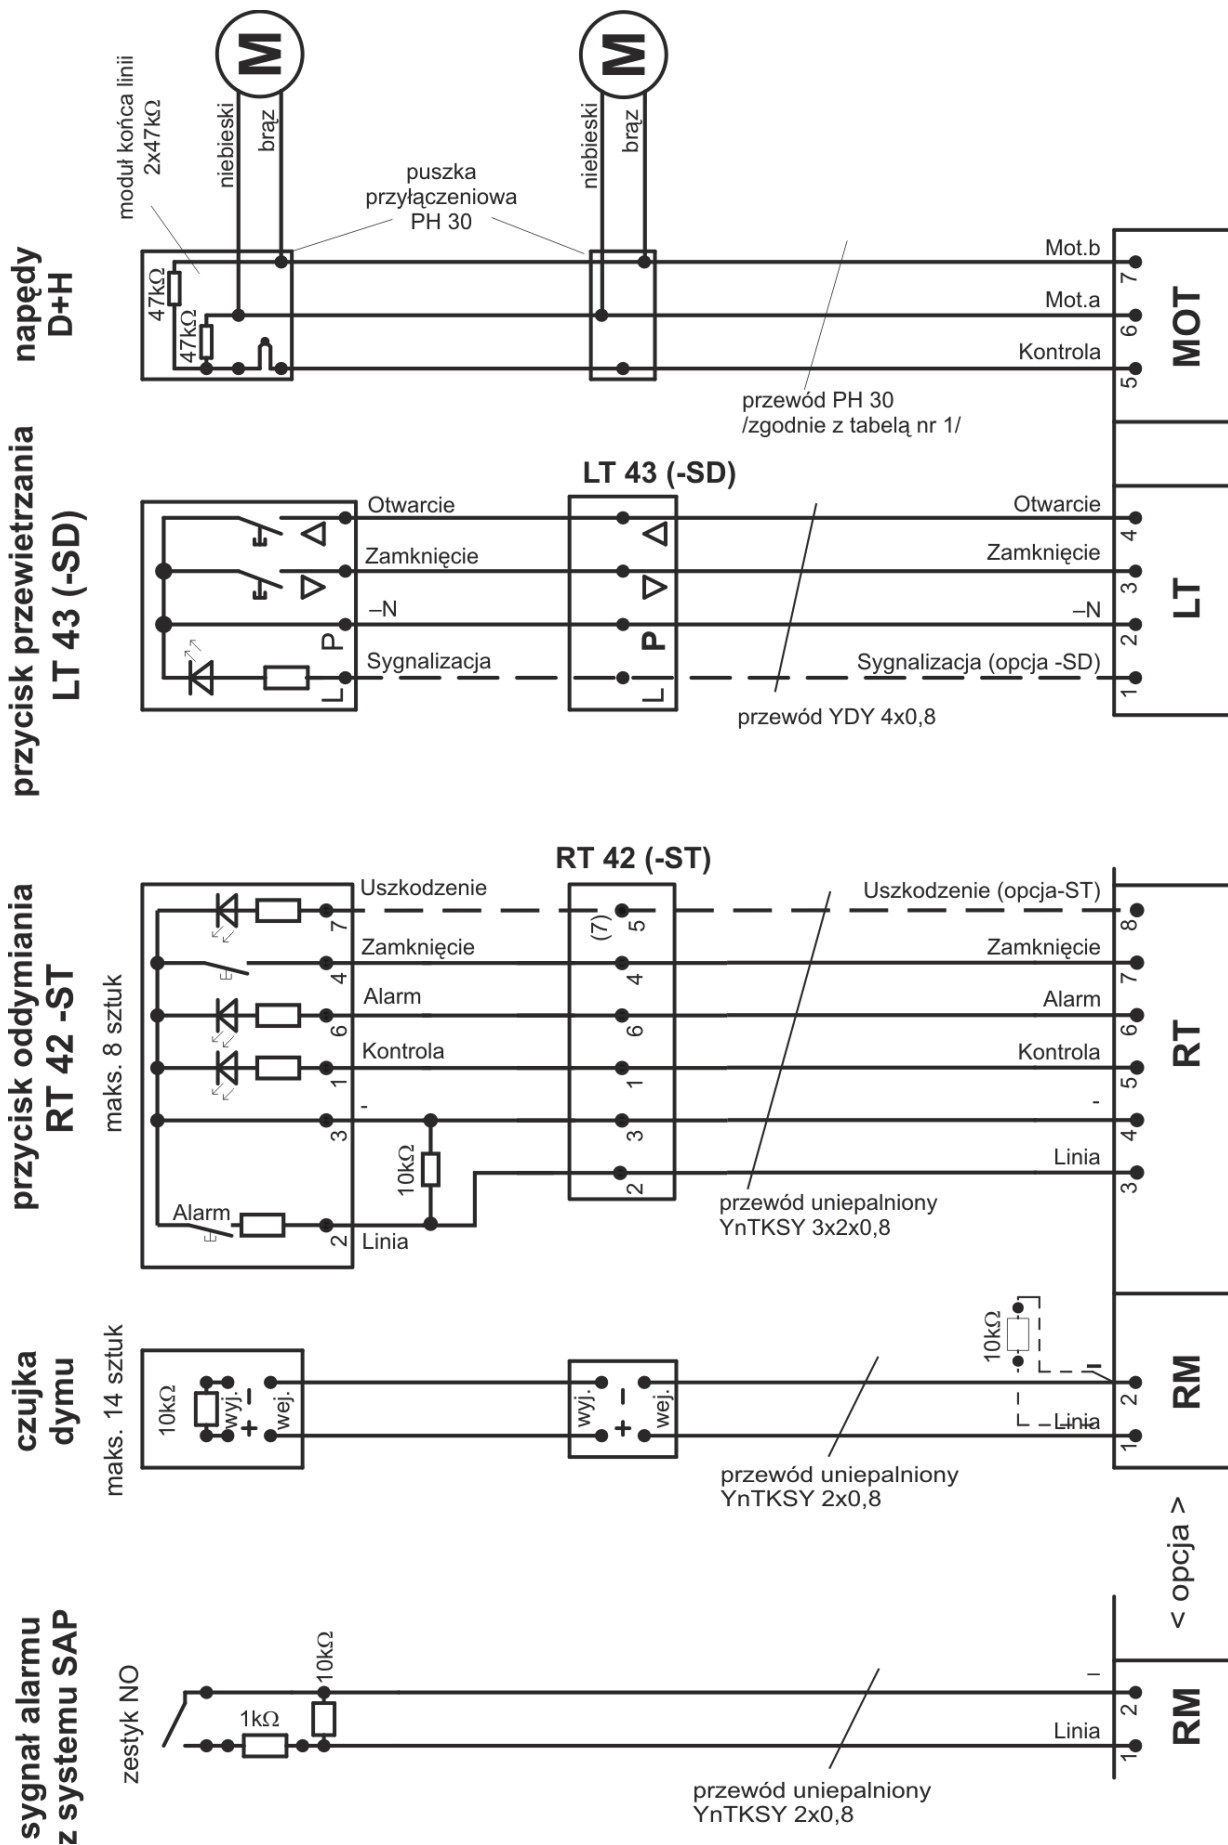 napędy
D+H
moduł końca linii
2x47kΩ
M
niebieski
brąz
M
niebieski
brąz
puszka
przyłączeniowa
PH 30
47kΩ
47kΩ
Mot.b
Mot.a
Kontrola
7
6
5
MOT
przewód PH 30
/zgodnie z tabelą nr 1/
przycisk przewietrzania
LT 43 (-SD)
LT 43 (-SD)
Otwarcie
Zamknięcie
–N
Sygnalizacja
P
L
P
L
Otwarcie
Zamknięcie
–N
Sygnalizacja (opcja -SD)
4
3
2
1
LT
przewód YDY 4x0,8
przycisk oddymiania
RT 42 -ST
maks. 8 sztuk
RT 42 (-ST)
Uszkodzenie
Zamknięcie
Alarm
Kontrola
-
Linia
Alarm
7
4
6
1
3
2
10kΩ
(7)
5
4
6
1
3
2
Uszkodzenie (opcja-ST)
Zamknięcie
Alarm
Kontrola
-
Linia
8
7
6
5
4
3
RT
przewód uniepalniony
YnTKSY 3x2x0,8
czujka
dymu
maks. 14 sztuk
10kΩ
wyj.
+ –
wej.
wyj.
+ –
wej.
10kΩ
-
Linia
2
1
RM
przewód uniepalniony
YnTKSY 2x0,8
< opcja >
sygnał alarmu
z systemu SAP
zestyk NO
1kΩ
10kΩ
–
Linia
2
1
RM
przewód uniepalniony
YnTKSY 2x0,8